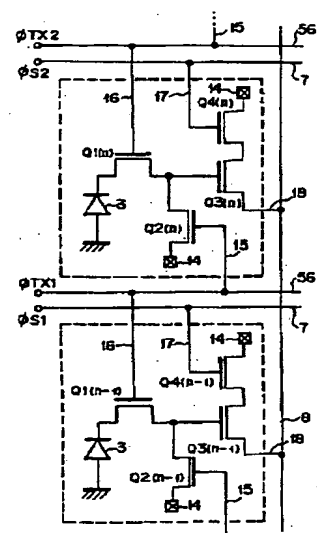 15
ϕTX2
56
ϕS2
7
16
17
14
Q4(n)
Q1(n)
3
Q3(n)
18
Q2(n)
14
15
ϕTX1
56
ϕS1
7
16
17
14
Q4(n-1)
Q1(n-1)
8
3
Q3(n-1)
18
Q2(n-1)
14
15